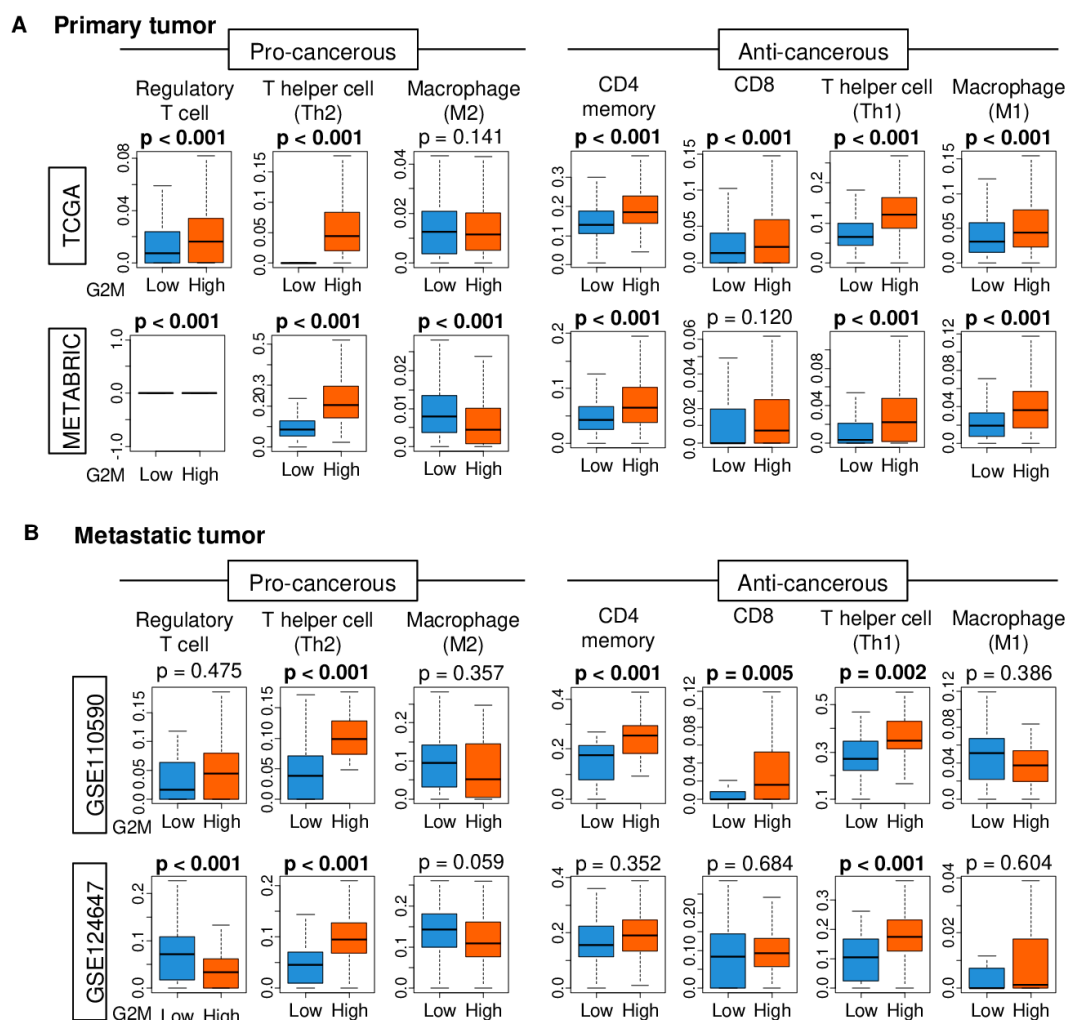 A Primary tumor
Pro-cancerous Anti-cancerous
Regulatory T cell T helper cell (Th2) Macrophage (M2) CD4 memory CD8 T helper cell (Th1) Macrophage (M1)
p < 0.001 p < 0.001 p = 0.141 p < 0.001 p < 0.001 p < 0.001 p < 0.001
TCGA
0.0 0.04 0.08
0.0 0.05 0.15
0.0 0.02 0.04
0.0 0.1 0.2 0.3
0.0 0.05 0.15
0.0 0.1 0.2
0.0 0.05 0.15
G2M Low High Low High Low High Low High Low High Low High Low High
p < 0.001 p < 0.001 p < 0.001 p < 0.001 p = 0.120 p < 0.001 p < 0.001
METABRIC
-1.0 0.0 1.0
0.0 0.20.3 0.5
0.0 0.01 0.02
0.0 0.1 0.2
0.0 0.02 0.04 0.06
0.0 0.04 0.08
0.0 0.04 0.08 0.12
G2M Low High Low High Low High Low High Low High Low High Low High
B Metastatic tumor
Pro-cancerous Anti-cancerous
Regulatory T cell T helper cell (Th2) Macrophage (M2) CD4 memory CD8 T helper cell (Th1) Macrophage (M1)
p = 0.475 p < 0.001 p = 0.357 p < 0.001 p = 0.005 p = 0.002 p = 0.386
GSE110590
0.0 0.05 0.10 0.15
0.0 0.05 0.15
0.0 0.1 0.2
0.0 0.2 0.4
0.0 0.04 0.08 0.12
0.1 0.3 0.5
0.0 0.04 0.08 0.12
G2M Low High Low High Low High Low High Low High Low High Low High
p < 0.001 p < 0.001 p = 0.059 p = 0.352 p = 0.684 p < 0.001 p = 0.604
GSE124647
0.0 0.1 0.2
0.0 0.1 0.2
0.0 0.1 0.2
0.0 0.2 0.4
0.0 0.10 0.20
0.0 0.1 0.2 0.3
0.0 0.02 0.04
G2M Low High Low High Low High Low High Low High Low High Low High